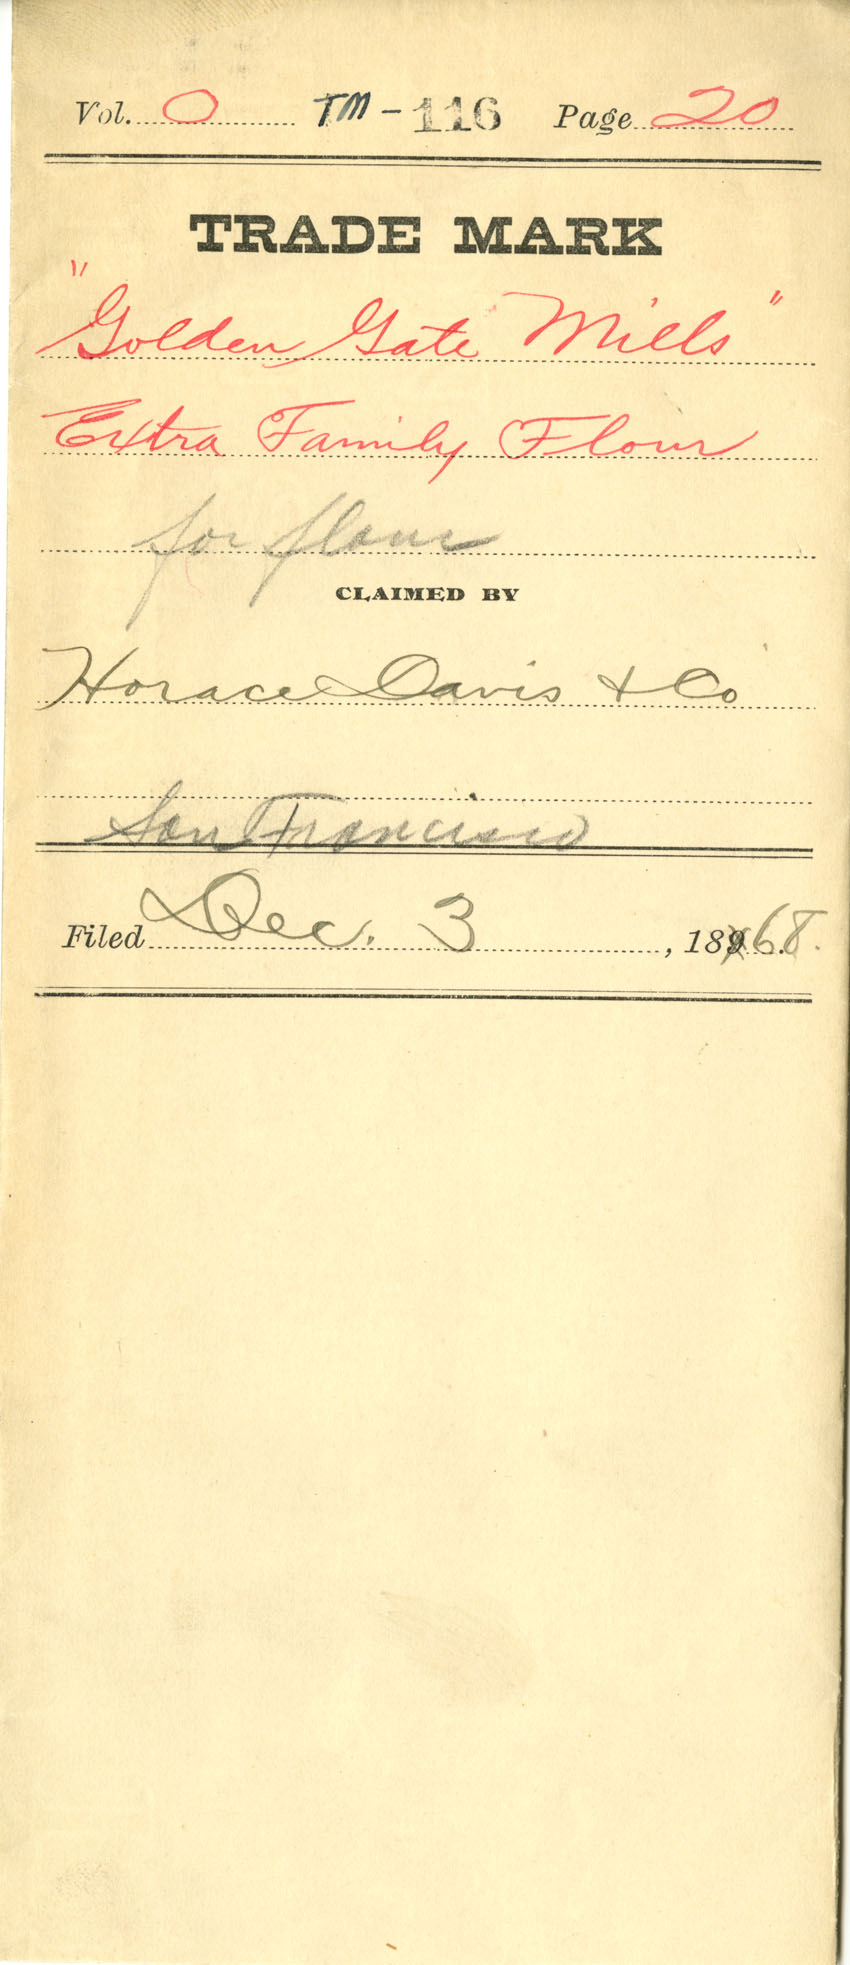 Vol. 0 TM-116 Page 20
TRADE MARK
"Golden Gate Mills"
Extra Family Flour
for flour
CLAIMED BY
Horace Davis & Co
San Francisco
Filed Dec. 3, 1868.